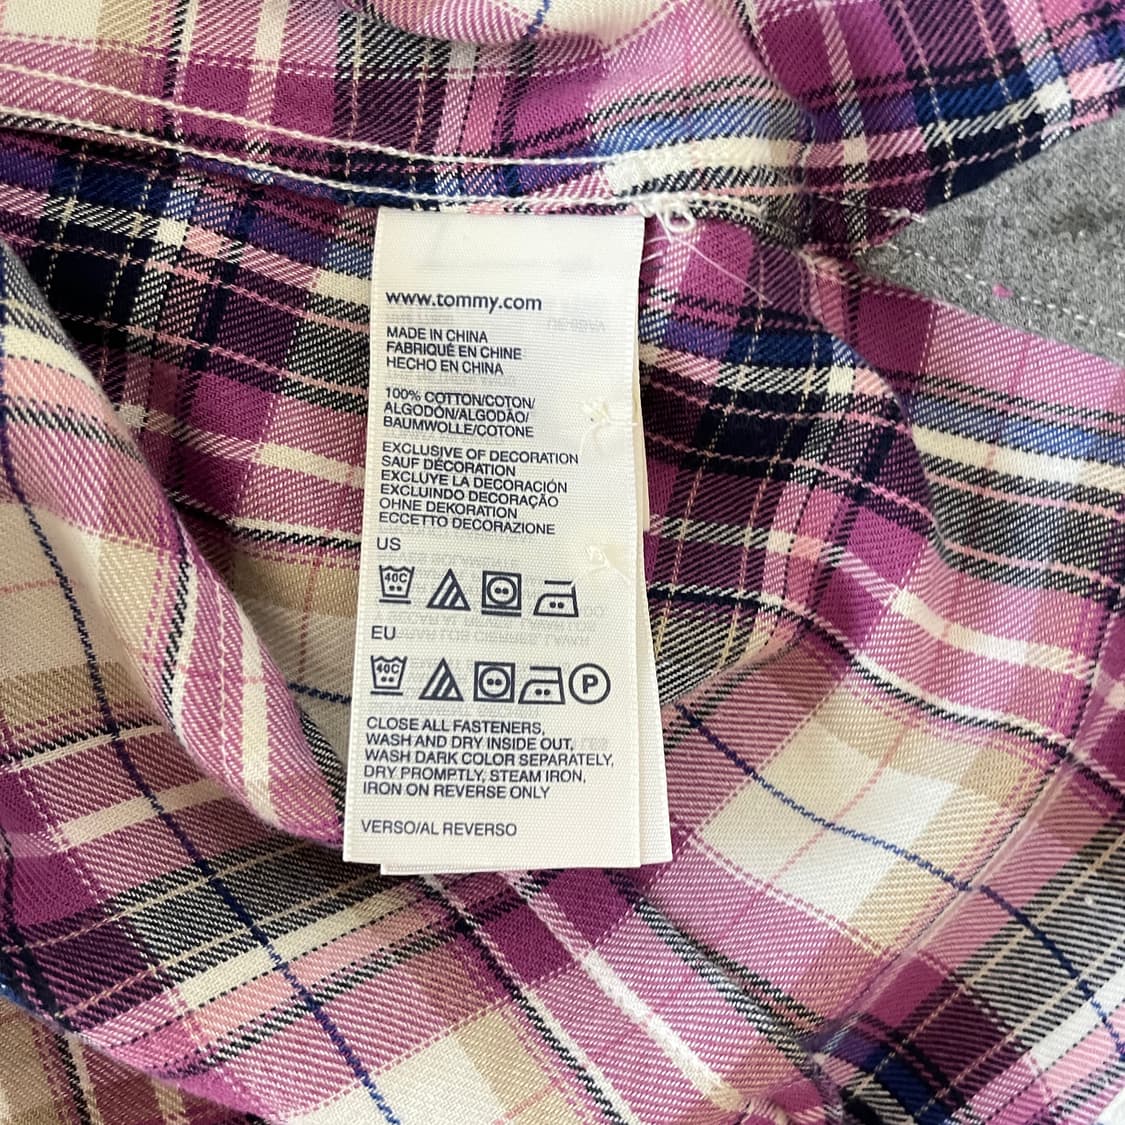 www.tommy.com
MADE IN CHINA
FABRIQUÉ EN CHINE
HECHO EN CHINA
100% COTTON/COTON/
ALGODÓN/ALGODÃO/
BAUMWOLLE/COTONE
EXCLUSIVE OF DECORATION
SAUF DÉCORATION
EXCLUYE LA DECORACIÓN
EXCLUINDO DECORAÇÃO
OHNE DEKORATION
ECCETTO DECORAZIONE
US
40C
EU
40C P
CLOSE ALL FASTENERS,
WASH AND DRY INSIDE OUT,
WASH DARK COLOR SEPARATELY,
DRY PROMPTLY, STEAM IRON,
IRON ON REVERSE ONLY
VERSO/AL REVERSO